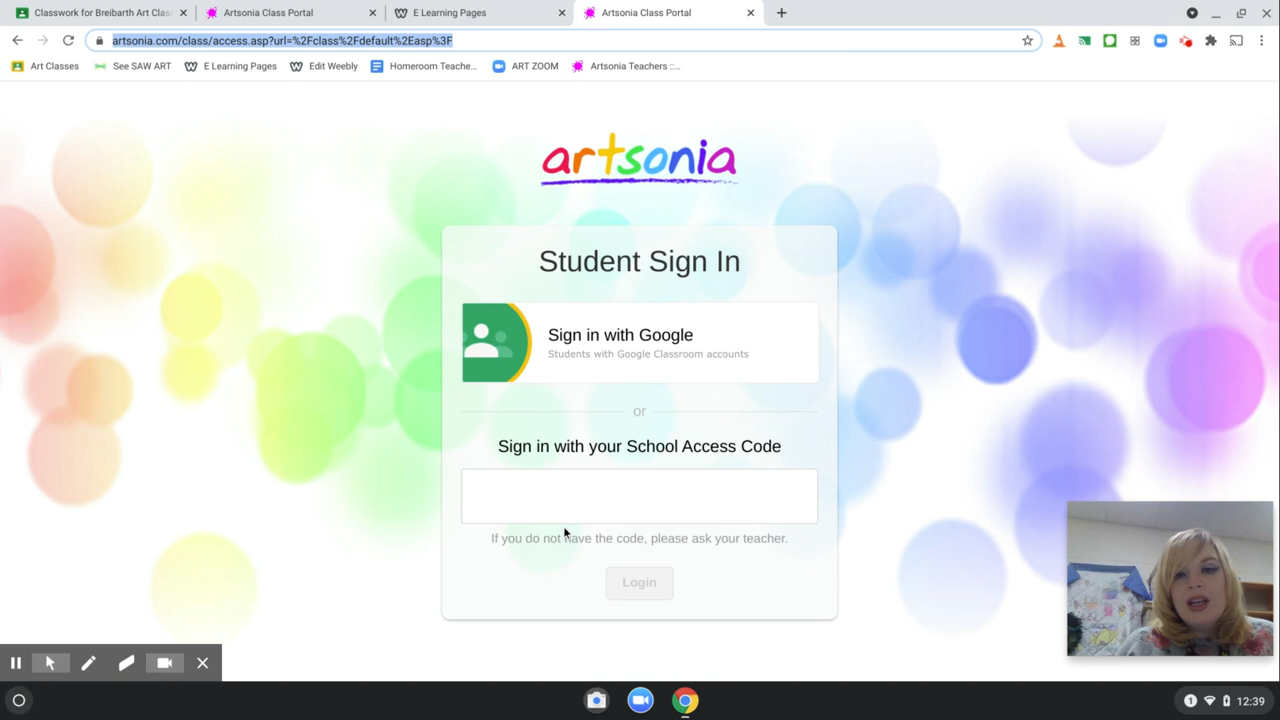 Classwork for Breibarth Art Clas
Artsonia Class Portal
E Learning Pages
Artsonia Class Portal
artsonia.com/class/access.asp?url=%2Fclass%2Fdefault%2Easp%3F
Art Classes
See SAW ART
E Learning Pages
Edit Weebly
Homeroom Teache...
ART ZOOM
Artsonia Teachers ::...
artsonia
Student Sign In
Sign in with Google
Students with Google Classroom accounts
or
Sign in with your School Access Code
If you do not have the code, please ask your teacher.
Login
1 12:39